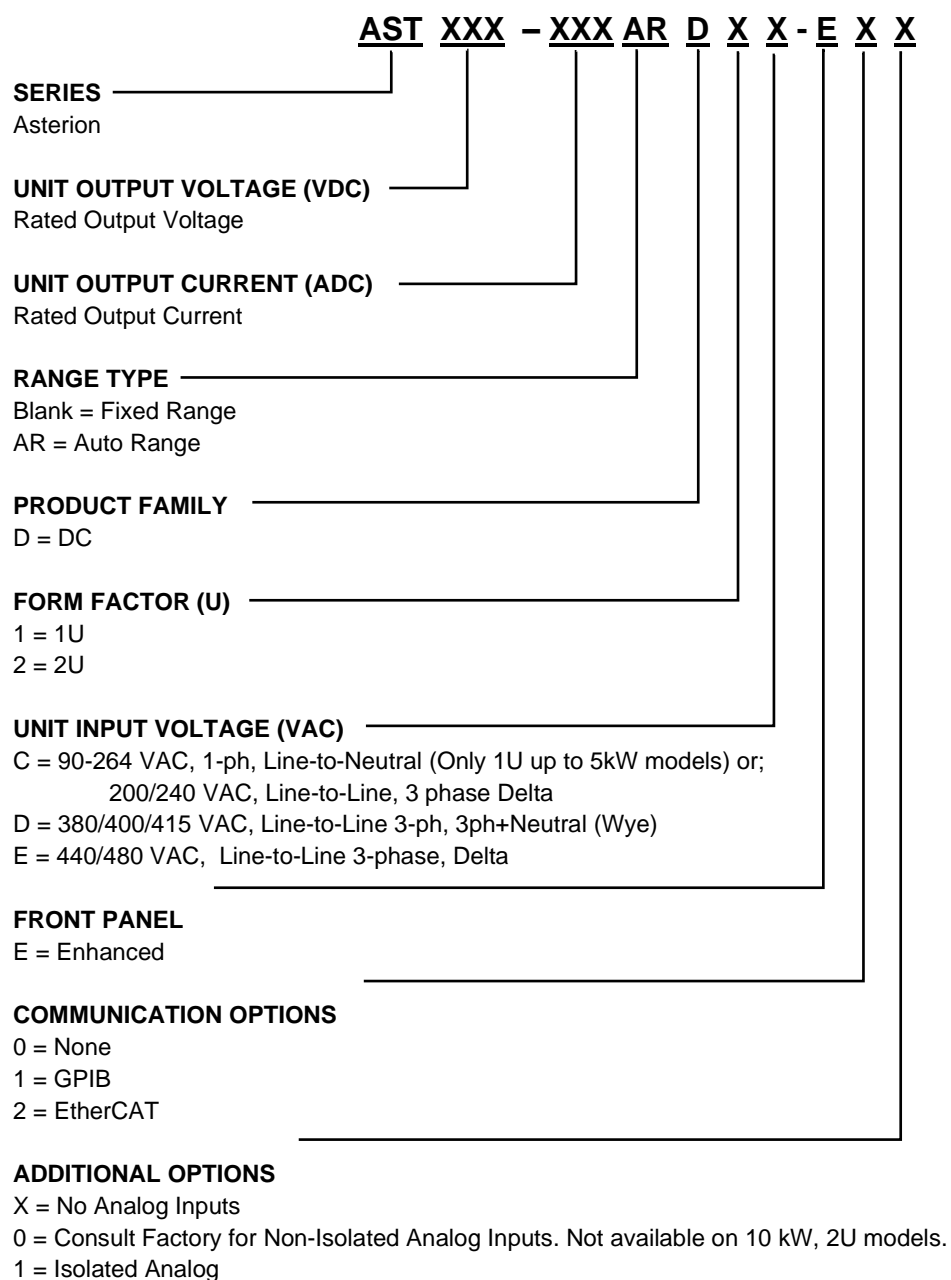 AST XXX – XXX AR D X X - E X X
SERIES
Asterion
UNIT OUTPUT VOLTAGE (VDC)
Rated Output Voltage
UNIT OUTPUT CURRENT (ADC)
Rated Output Current
RANGE TYPE
Blank = Fixed Range
AR = Auto Range
PRODUCT FAMILY
D = DC
FORM FACTOR (U)
1 = 1U
2 = 2U
UNIT INPUT VOLTAGE (VAC)
C = 90-264 VAC, 1-ph, Line-to-Neutral (Only 1U up to 5kW models) or;
200/240 VAC, Line-to-Line, 3 phase Delta
D = 380/400/415 VAC, Line-to-Line 3-ph, 3ph+Neutral (Wye)
E = 440/480 VAC, Line-to-Line 3-phase, Delta
FRONT PANEL
E = Enhanced
COMMUNICATION OPTIONS
0 = None
1 = GPIB
2 = EtherCAT
ADDITIONAL OPTIONS
X = No Analog Inputs
0 = Consult Factory for Non-Isolated Analog Inputs. Not available on 10 kW, 2U models.
1 = Isolated Analog